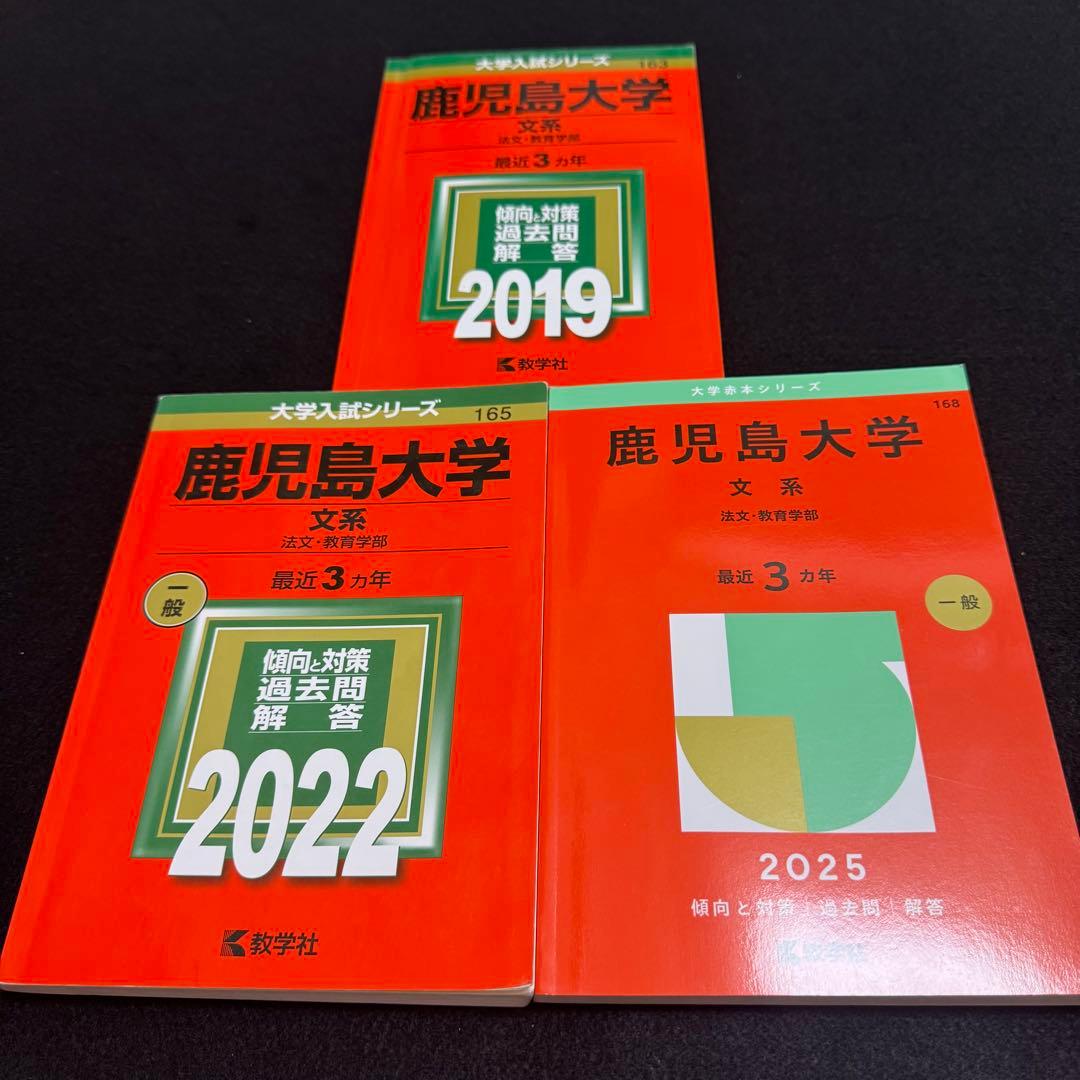 大学入試シリーズ
163
鹿児島大学
文系
法文・教育学部
最近3カ年
傾向と対策
過去問
解答
2019
教学社
大学入試シリーズ
165
鹿児島大学
文系
法文・教育学部
最近3カ年
一般
傾向と対策
過去問
解答
2022
教学社
大学赤本シリーズ
168
鹿児島大学
文系
法文・教育学部
最近3カ年
一般
2025
傾向と対策|過去問|解答
教学社